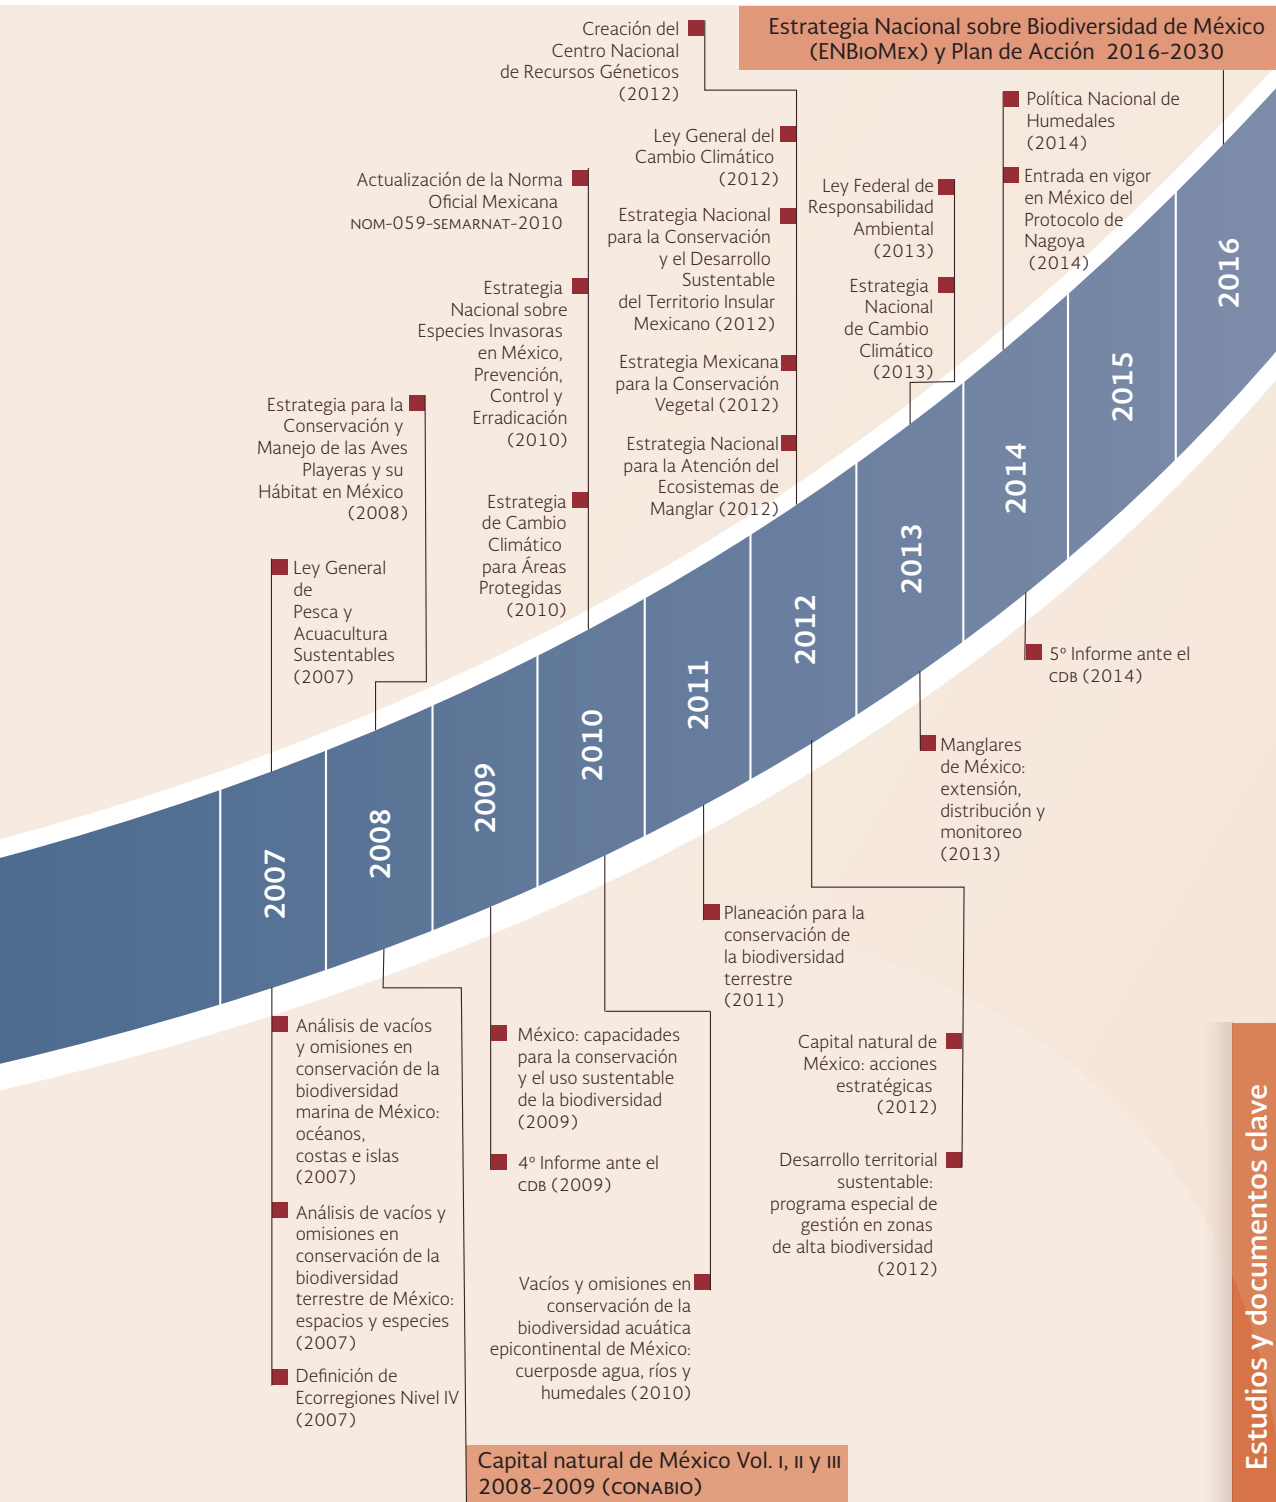 Estrategia Nacional sobre Biodiversidad de México
(ENBioMex) y Plan de Acción 2016-2030
Creación del
Centro Nacional
de Recursos Géneticos
(2012)
Ley General del
Cambio Climático
(2012)
Estrategia Nacional
para la Conservación
y el Desarrollo
Sustentable
del Territorio Insular
Mexicano (2012)
Estrategia Mexicana
para la Conservación
Vegetal (2012)
Estrategia Nacional
para la Atención del
Ecosistemas de
Manglar (2012)
Política Nacional de
Humedales
(2014)
Entrada en vigor
en México del
Protocolo de
Nagoya
(2014)
Ley Federal de
Responsabilidad
Ambiental
(2013)
Estrategia
Nacional
de Cambio
Climático
(2013)
Actualización de la Norma
Oficial Mexicana
NOM-059-SEMARNAT-2010
Estrategia
Nacional sobre
Especies Invasoras
en México,
Prevención,
Control y
Erradicación
(2010)
Estrategia
de Cambio
Climático
para Áreas
Protegidas
(2010)
Estrategia para la
Conservación y
Manejo de las Aves
Playeras y su
Hábitat en México
(2008)
Ley General
de
Pesca y
Acuacultura
Sustentables
(2007)
2007
2008
2009
2010
2011
2012
2013
2014
2015
2016
5º Informe ante el
CDB (2014)
Manglares
de México:
extensión,
distribución y
monitoreo
(2013)
Planeación para la
conservación de
la biodiversidad
terrestre
(2011)
Capital natural de
México: acciones
estratégicas
(2012)
Desarrollo territorial
sustentable:
programa especial de
gestión en zonas
de alta biodiversidad
(2012)
Análisis de vacíos
y omisiones en
conservación de la
biodiversidad
marina de México:
océanos,
costas e islas
(2007)
Análisis de vacíos y
omisiones en
conservación de la
biodiversidad
terrestre de México:
espacios y especies
(2007)
Definición de
Ecorregiones Nivel IV
(2007)
México: capacidades
para la conservación
y el uso sustentable
de la biodiversidad
(2009)
4º Informe ante el
CDB (2009)
Vacíos y omisiones en
conservación de la
biodiversidad acuática
epicontinental de México:
cuerposde agua, ríos y
humedales (2010)
Capital natural de México Vol. I, II y III
2008-2009 (CONABIO)
Estudios y documentos clave